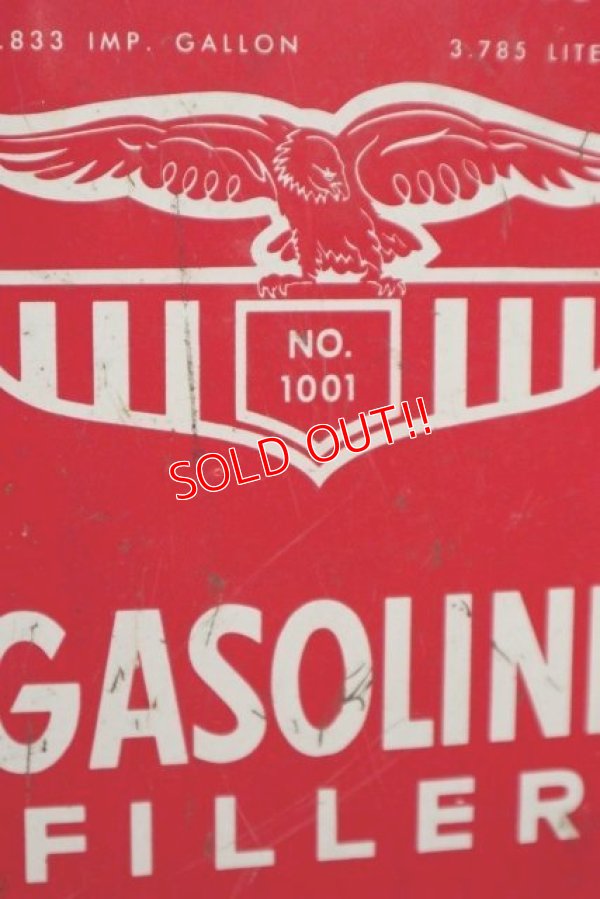 .833 IMP. GALLON 3.785 LITE
NO.
1001
SOLD OUT!!
GASOLIN
FILLER